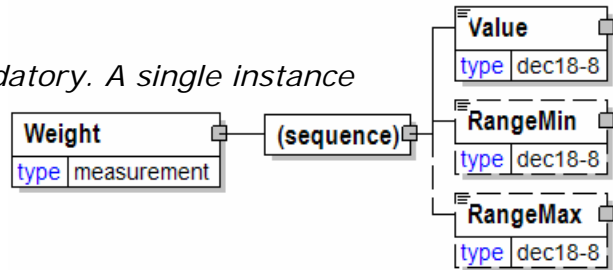 Value
type dec18-8
datory. A single instance
Weight
type measurement
(sequence)
RangeMin
type dec18-8
RangeMax
type dec18-8